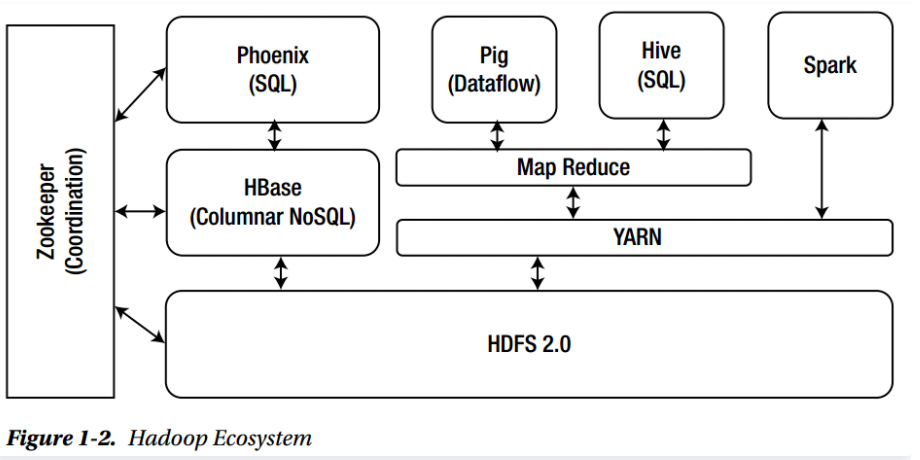 Zookeeper
(Coordination)
Phoenix
(SQL)
Pig
(Dataflow)
Hive
(SQL)
Spark
HBase
(Columnar NoSQL)
Map Reduce
YARN
HDFS 2.0
Figure 1-2. Hadoop Ecosystem